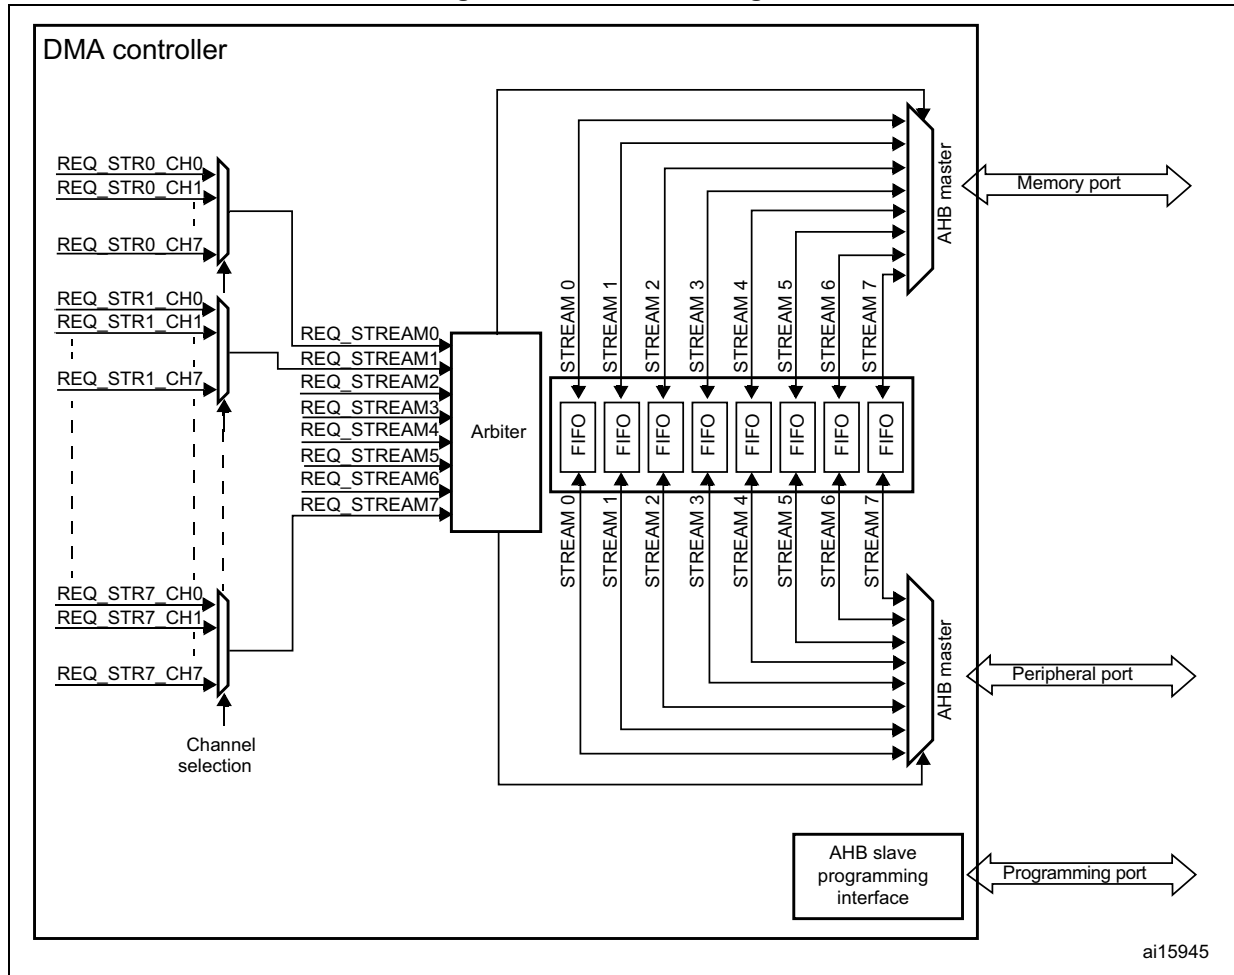 DMA controller
REQ_STR0_CH0
REQ_STR0_CH1
REQ_STR0_CH7
REQ_STR1_CH0
REQ_STR1_CH1
REQ_STR1_CH7
REQ_STR7_CH0
REQ_STR7_CH1
REQ_STR7_CH7
Channel
selection
REQ_STREAM0
REQ_STREAM1
REQ_STREAM2
REQ_STREAM3
REQ_STREAM4
REQ_STREAM5
REQ_STREAM6
REQ_STREAM7
Arbiter
STREAM 0
STREAM 1
STREAM 2
STREAM 3
STREAM 4
STREAM 5
STREAM 6
STREAM 7
FIFO
FIFO
FIFO
FIFO
FIFO
FIFO
FIFO
FIFO
STREAM 0
STREAM 1
STREAM 2
STREAM 3
STREAM 4
STREAM 5
STREAM 6
STREAM 7
AHB master
Memory port
AHB master
Peripheral port
AHB slave
programming
interface
Programming port
ai15945